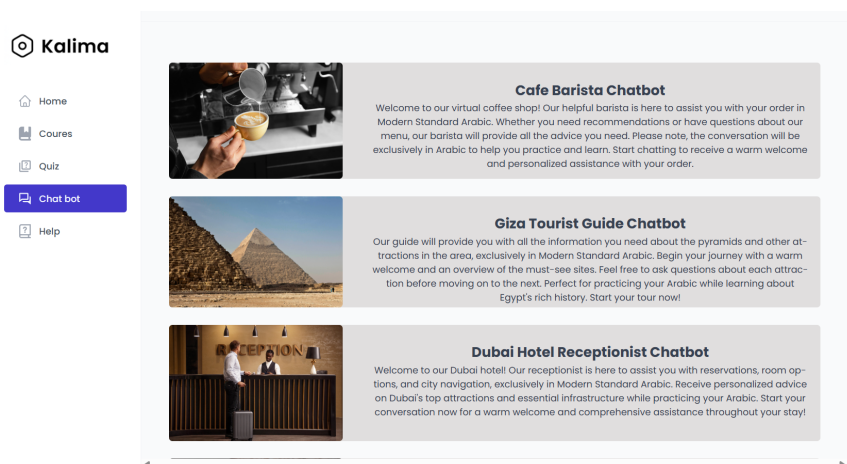 Kalima
Home
Coures
Quiz
Chat bot
Help
Cafe Barista Chatbot
Welcome to our virtual coffee shop! Our helpful barista is here to assist you with your order in
Modern Standard Arabic. Whether you need recommendations or have questions about our
menu, our barista will provide all the advice you need. Please note, the conversation will be
exclusively in Arabic to help you practice and learn. Start chatting to receive a warm welcome
and personalized assistance with your order.
Giza Tourist Guide Chatbot
Our guide will provide you with all the information you need about the pyramids and other at-
tractions in the area, exclusively in Modern Standard Arabic. Begin your journey with a warm
welcome and an overview of the must-see sites. Feel free to ask questions about each attrac-
tion before moving on to the next. Perfect for practicing your Arabic while learning about
Egypt's rich history. Start your tour now!
RECEPTION
Dubai Hotel Receptionist Chatbot
Welcome to our Dubai hotel! Our receptionist is here to assist you with reservations, room op-
tions, and city navigation, exclusively in Modern Standard Arabic. Receive personalized advice
on Dubai's top attractions and essential infrastructure while practicing your Arabic. Start your
conversation now for a warm welcome and comprehensive assistance throughout your stay!